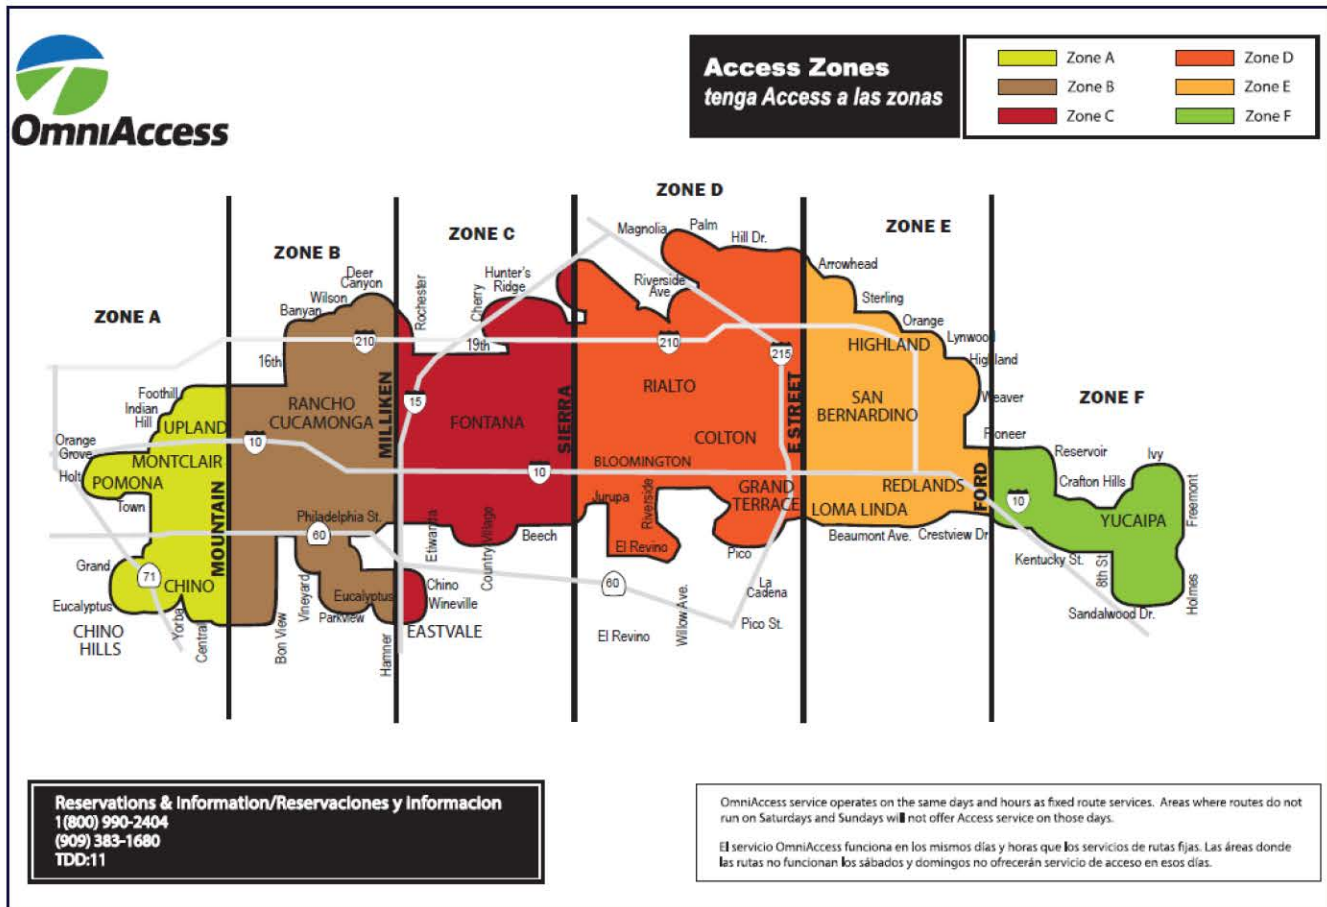 OmniAccess
Access Zones
tenga Access a las zonas
Zone A
Zone B
Zone C
Zone D
Zone E
Zone F
ZONE A
ZONE B
ZONE C
ZONE D
ZONE E
ZONE F
Foothill
Indian
Hill
UPLAND
Orange
Grove
MONTCLAIR
Holt
POMONA
Town
Grand
71
CHINO
Eucalyptus
CHINO
HILLS
Yorba
Central
MOUNTAIN
Deer
Canyon
Wilson
Banyan
16th
210
RANCHO
CUCAMONGA
10
Philadelphia St.
60
Vineyard
Eucalyptus
Parkview
Bon View
Hamner
MILLIKEN
Rochester
Cherry
Hunter's
Ridge
19th
15
FONTANA
10
Etiwanda
Country Village
Beech
Chino
Wineville
EASTVALE
SIERRA
Magnolia
Palm
Hill Dr.
Riverside
Ave.
210
215
RIALTO
COLTON
BLOOMINGTON
Jurupa
Riverside
GRAND
TERRACE
El Revino
Pico
60
La
Cadena
El Revino
Willow Ave.
Pico St.
E STREET
Arrowhead
Sterling
Orange
Lynwood
HIGHLAND
Highland
SAN
BERNARDINO
Weaver
Pioneer
REDLANDS
LOMA LINDA
Beaumont Ave.
Crestview Dr.
FORD
Reservoir
Ivy
Crafton Hills
10
YUCAIPA
Freemont
Kentucky St.
8th St
Sandalwood Dr.
Holmes
Reservations & Information/Reservaciones y informacion
1(800) 990-2404
(909) 383-1680
TDD:11
OmniAccess service operates on the same days and hours as fixed route services. Areas where routes do not
run on Saturdays and Sundays will not offer Access service on those days.
El servicio OmniAccess funciona en los mismos días y horas que los servicios de rutas fijas. Las áreas donde
las rutas no funcionan los sábados y domingos no ofrecerán servicio de acceso en esos días.